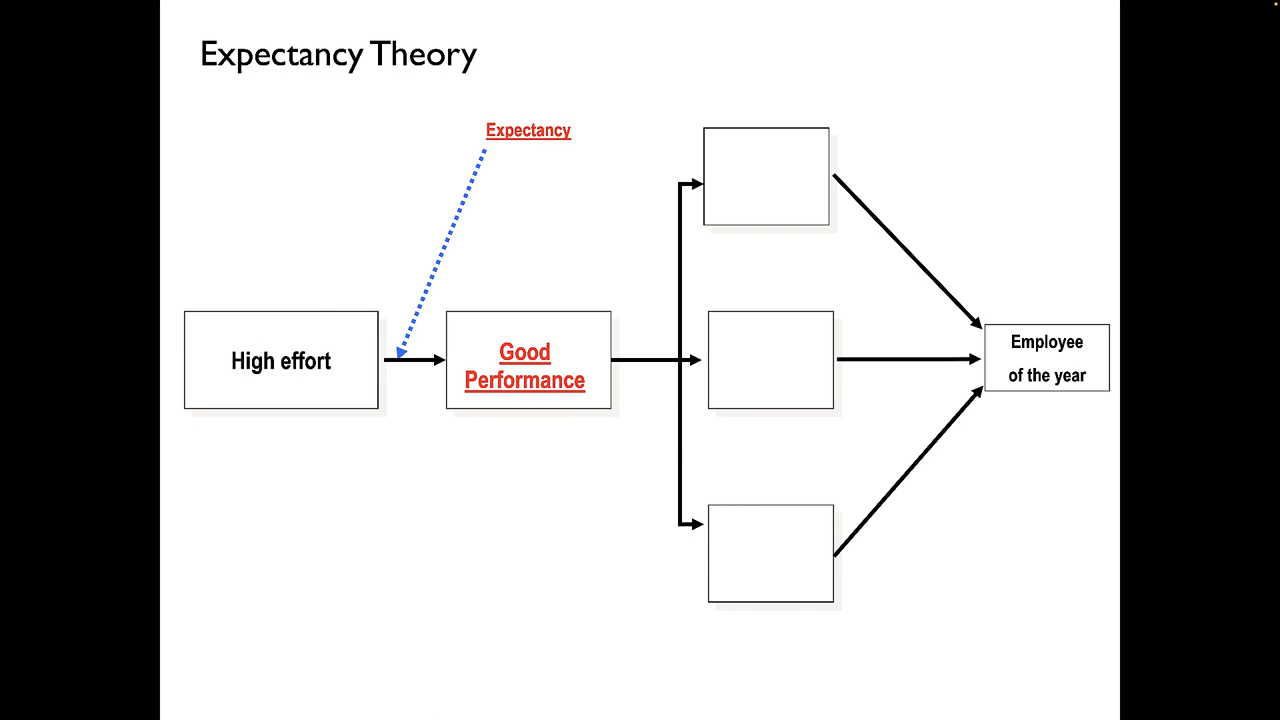 Expectancy Theory
Expectancy
High effort
Good
Performance
Employee
of the year